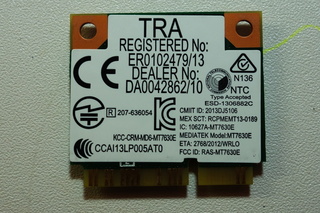 TRA
REGISTERED No:
ER0102479/13
DEALER No:
DA0042862/10
N136
NTC
Type Accepted
ESD-1306882C
R 207-636054
CMIIT ID: 2013DJ5106
MEX SCT: RCPMEMT13-0189
IC: 10627A-MT7630E
KCC-CRM-MD6-MT7630E
MEDIATEK Model:MT7630E
CCAI13LP005AT0
ETA: 2768/2012/WRLO
FCC ID: RAS-MT7630E